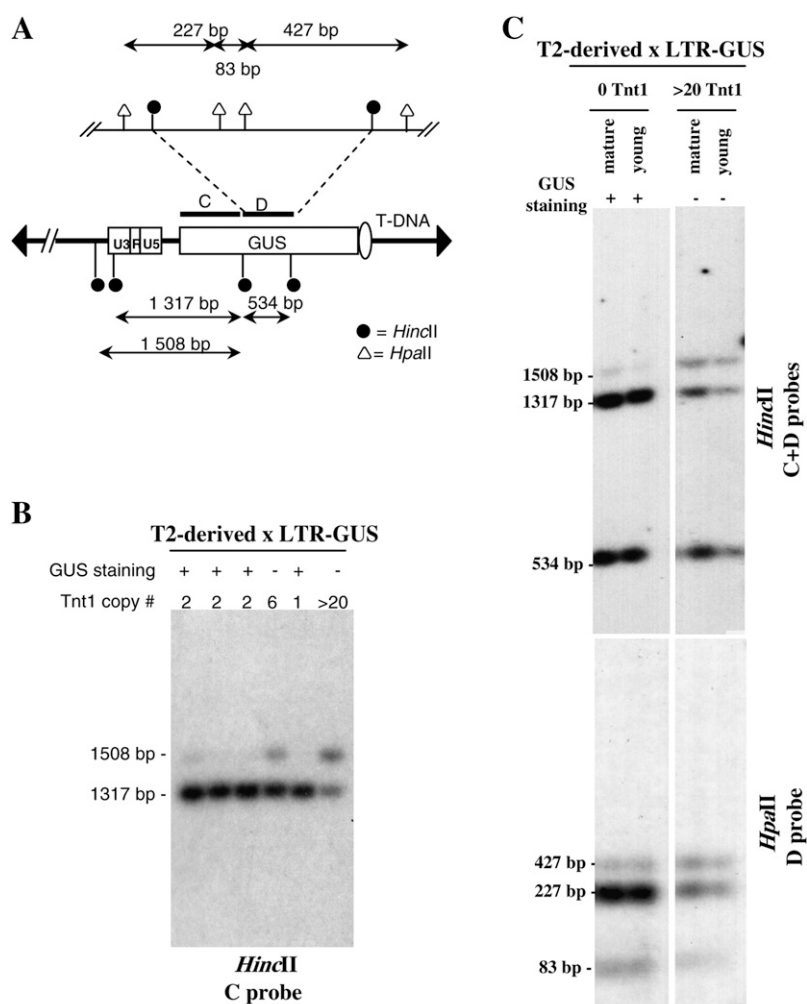 A
227 bp
427 bp
83 bp
C
D
T-DNA
U3
R
U5
GUS
1 317 bp
534 bp
1 508 bp
= HincII
= HpaII
B
T2-derived x LTR-GUS
GUS staining + + + - + -
Tnt1 copy # 2 2 2 6 1 >20
1508 bp -
1317 bp -
HincII
C probe
C
T2-derived x LTR-GUS
0 Tnt1 >20 Tnt1
mature young mature young
GUS
staining + + - -
1508 bp -
1317 bp -
534 bp -
HincII
C+D probes
427 bp -
227 bp -
83 bp -
HpaII
D probe